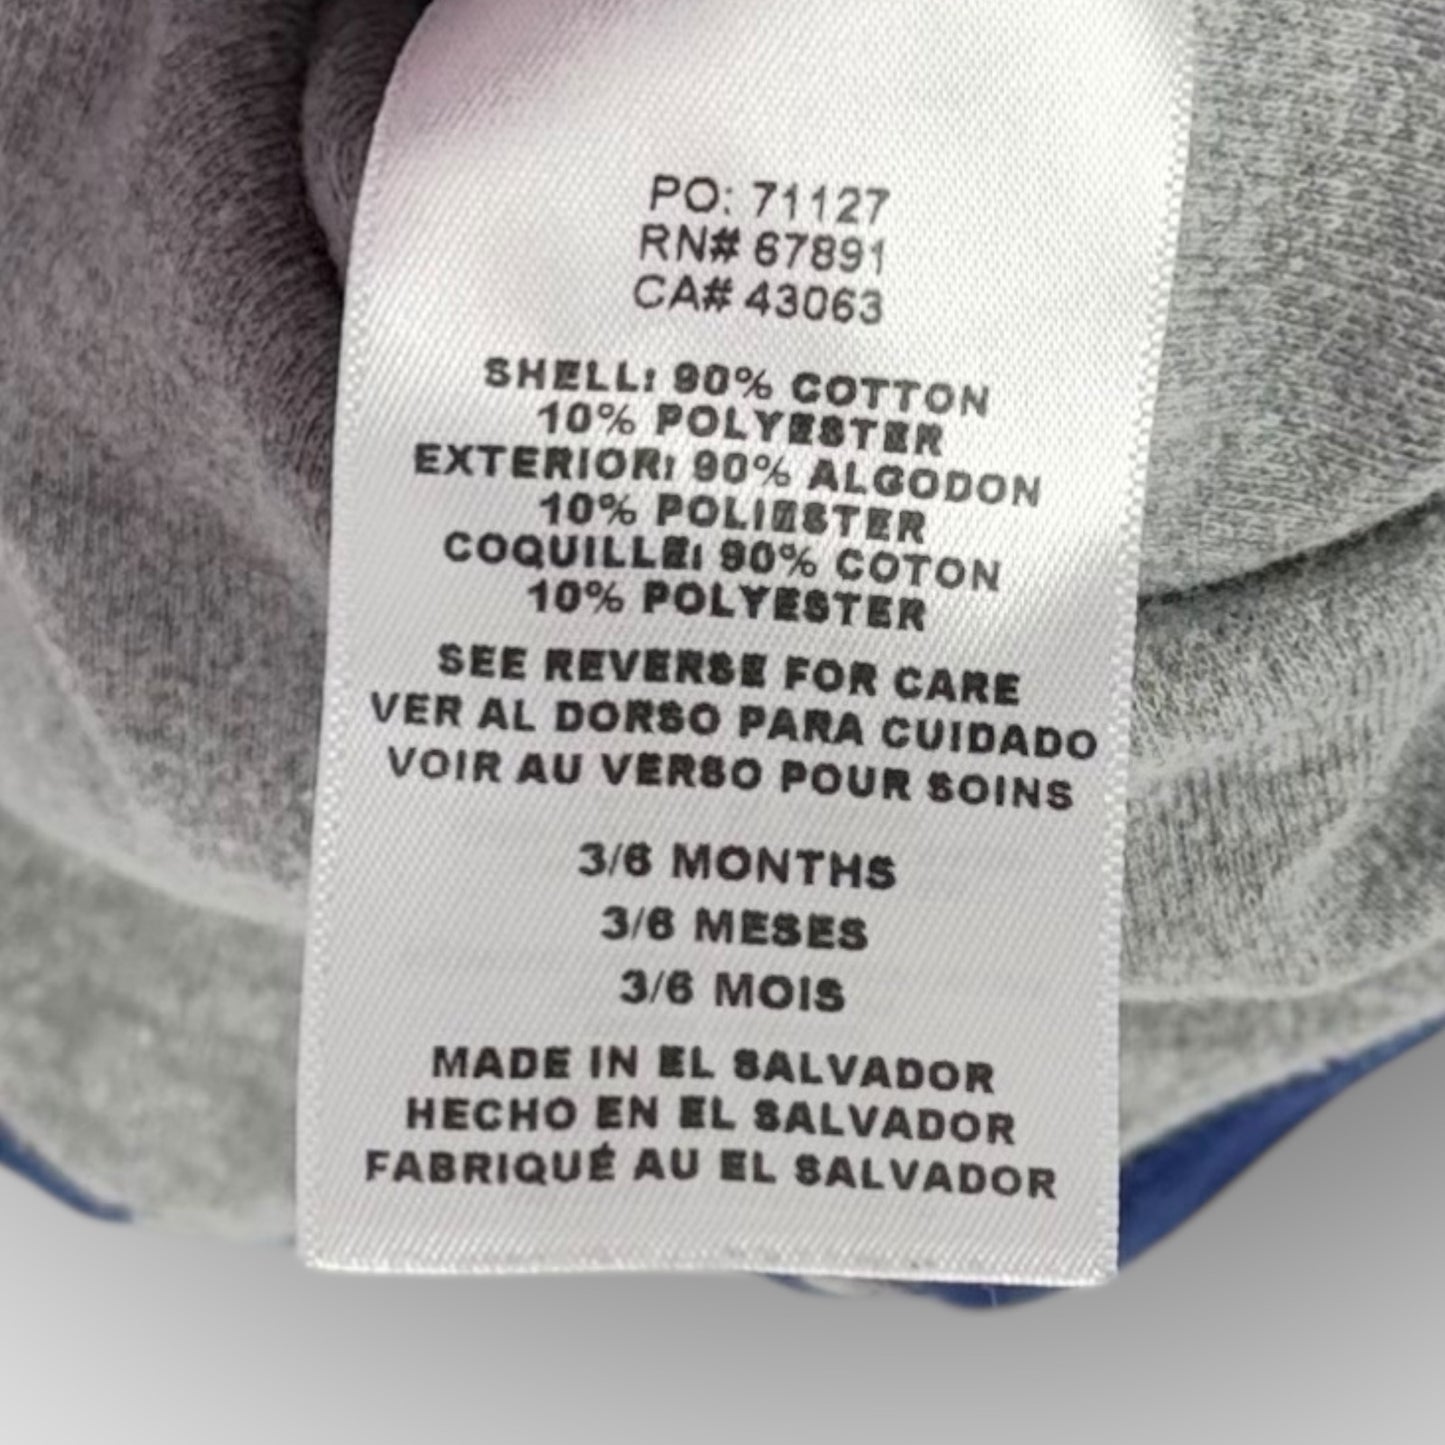 PO: 71127
RN# 67891
CA# 43063
SHELL: 90% COTTON
10% POLYESTER
EXTERIOR: 90% ALGODON
10% POLIESTER
COQUILLE: 90% COTON
10% POLYESTER
SEE REVERSE FOR CARE
VER AL DORSO PARA CUIDADO
VOIR AU VERSO POUR SOINS
3/6 MONTHS
3/6 MESES
3/6 MOIS
MADE IN EL SALVADOR
HECHO EN EL SALVADOR
FABRIQUÉ AU EL SALVADOR